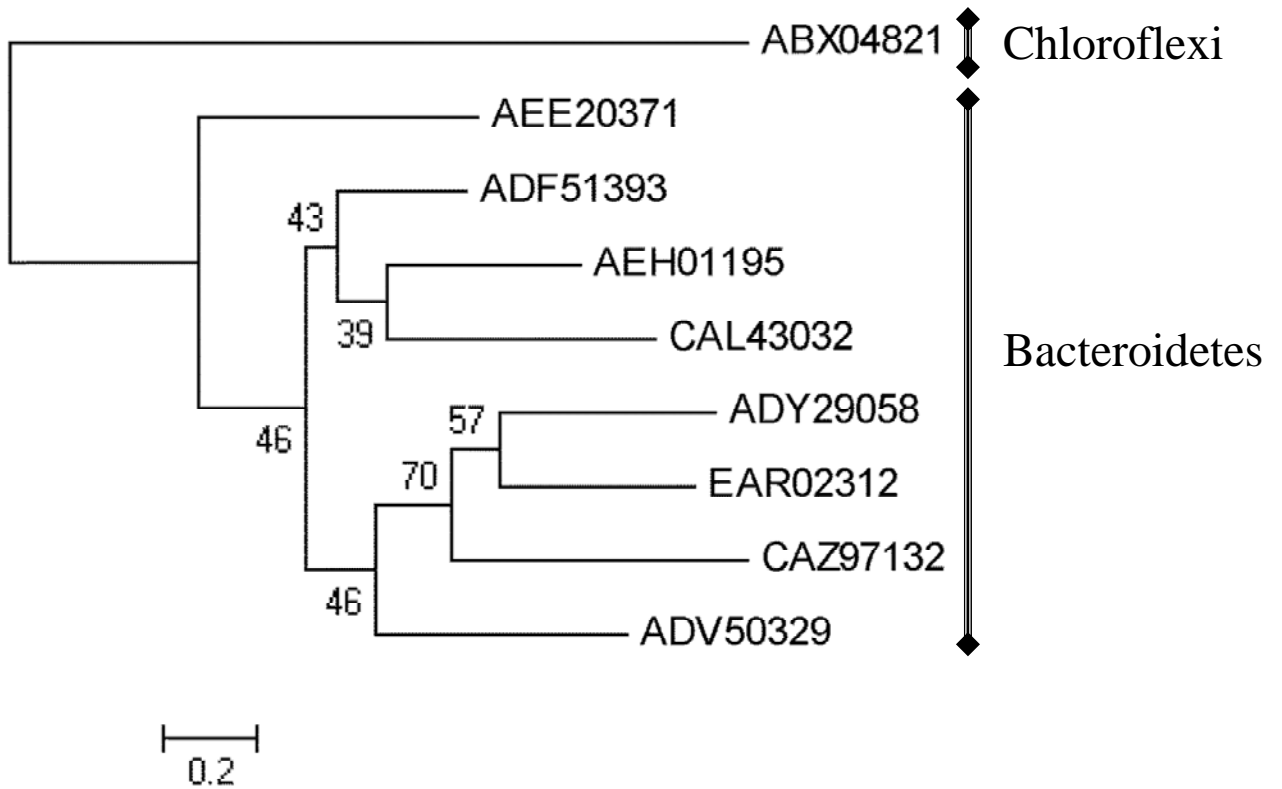 ABX04821
Chloroflexi
AEE20371
ADF51393
43
AEH01195
39
CAL43032
Bacteroidetes
ADY29058
57
46
70
EAR02312
CAZ97132
46
ADV50329
0.2